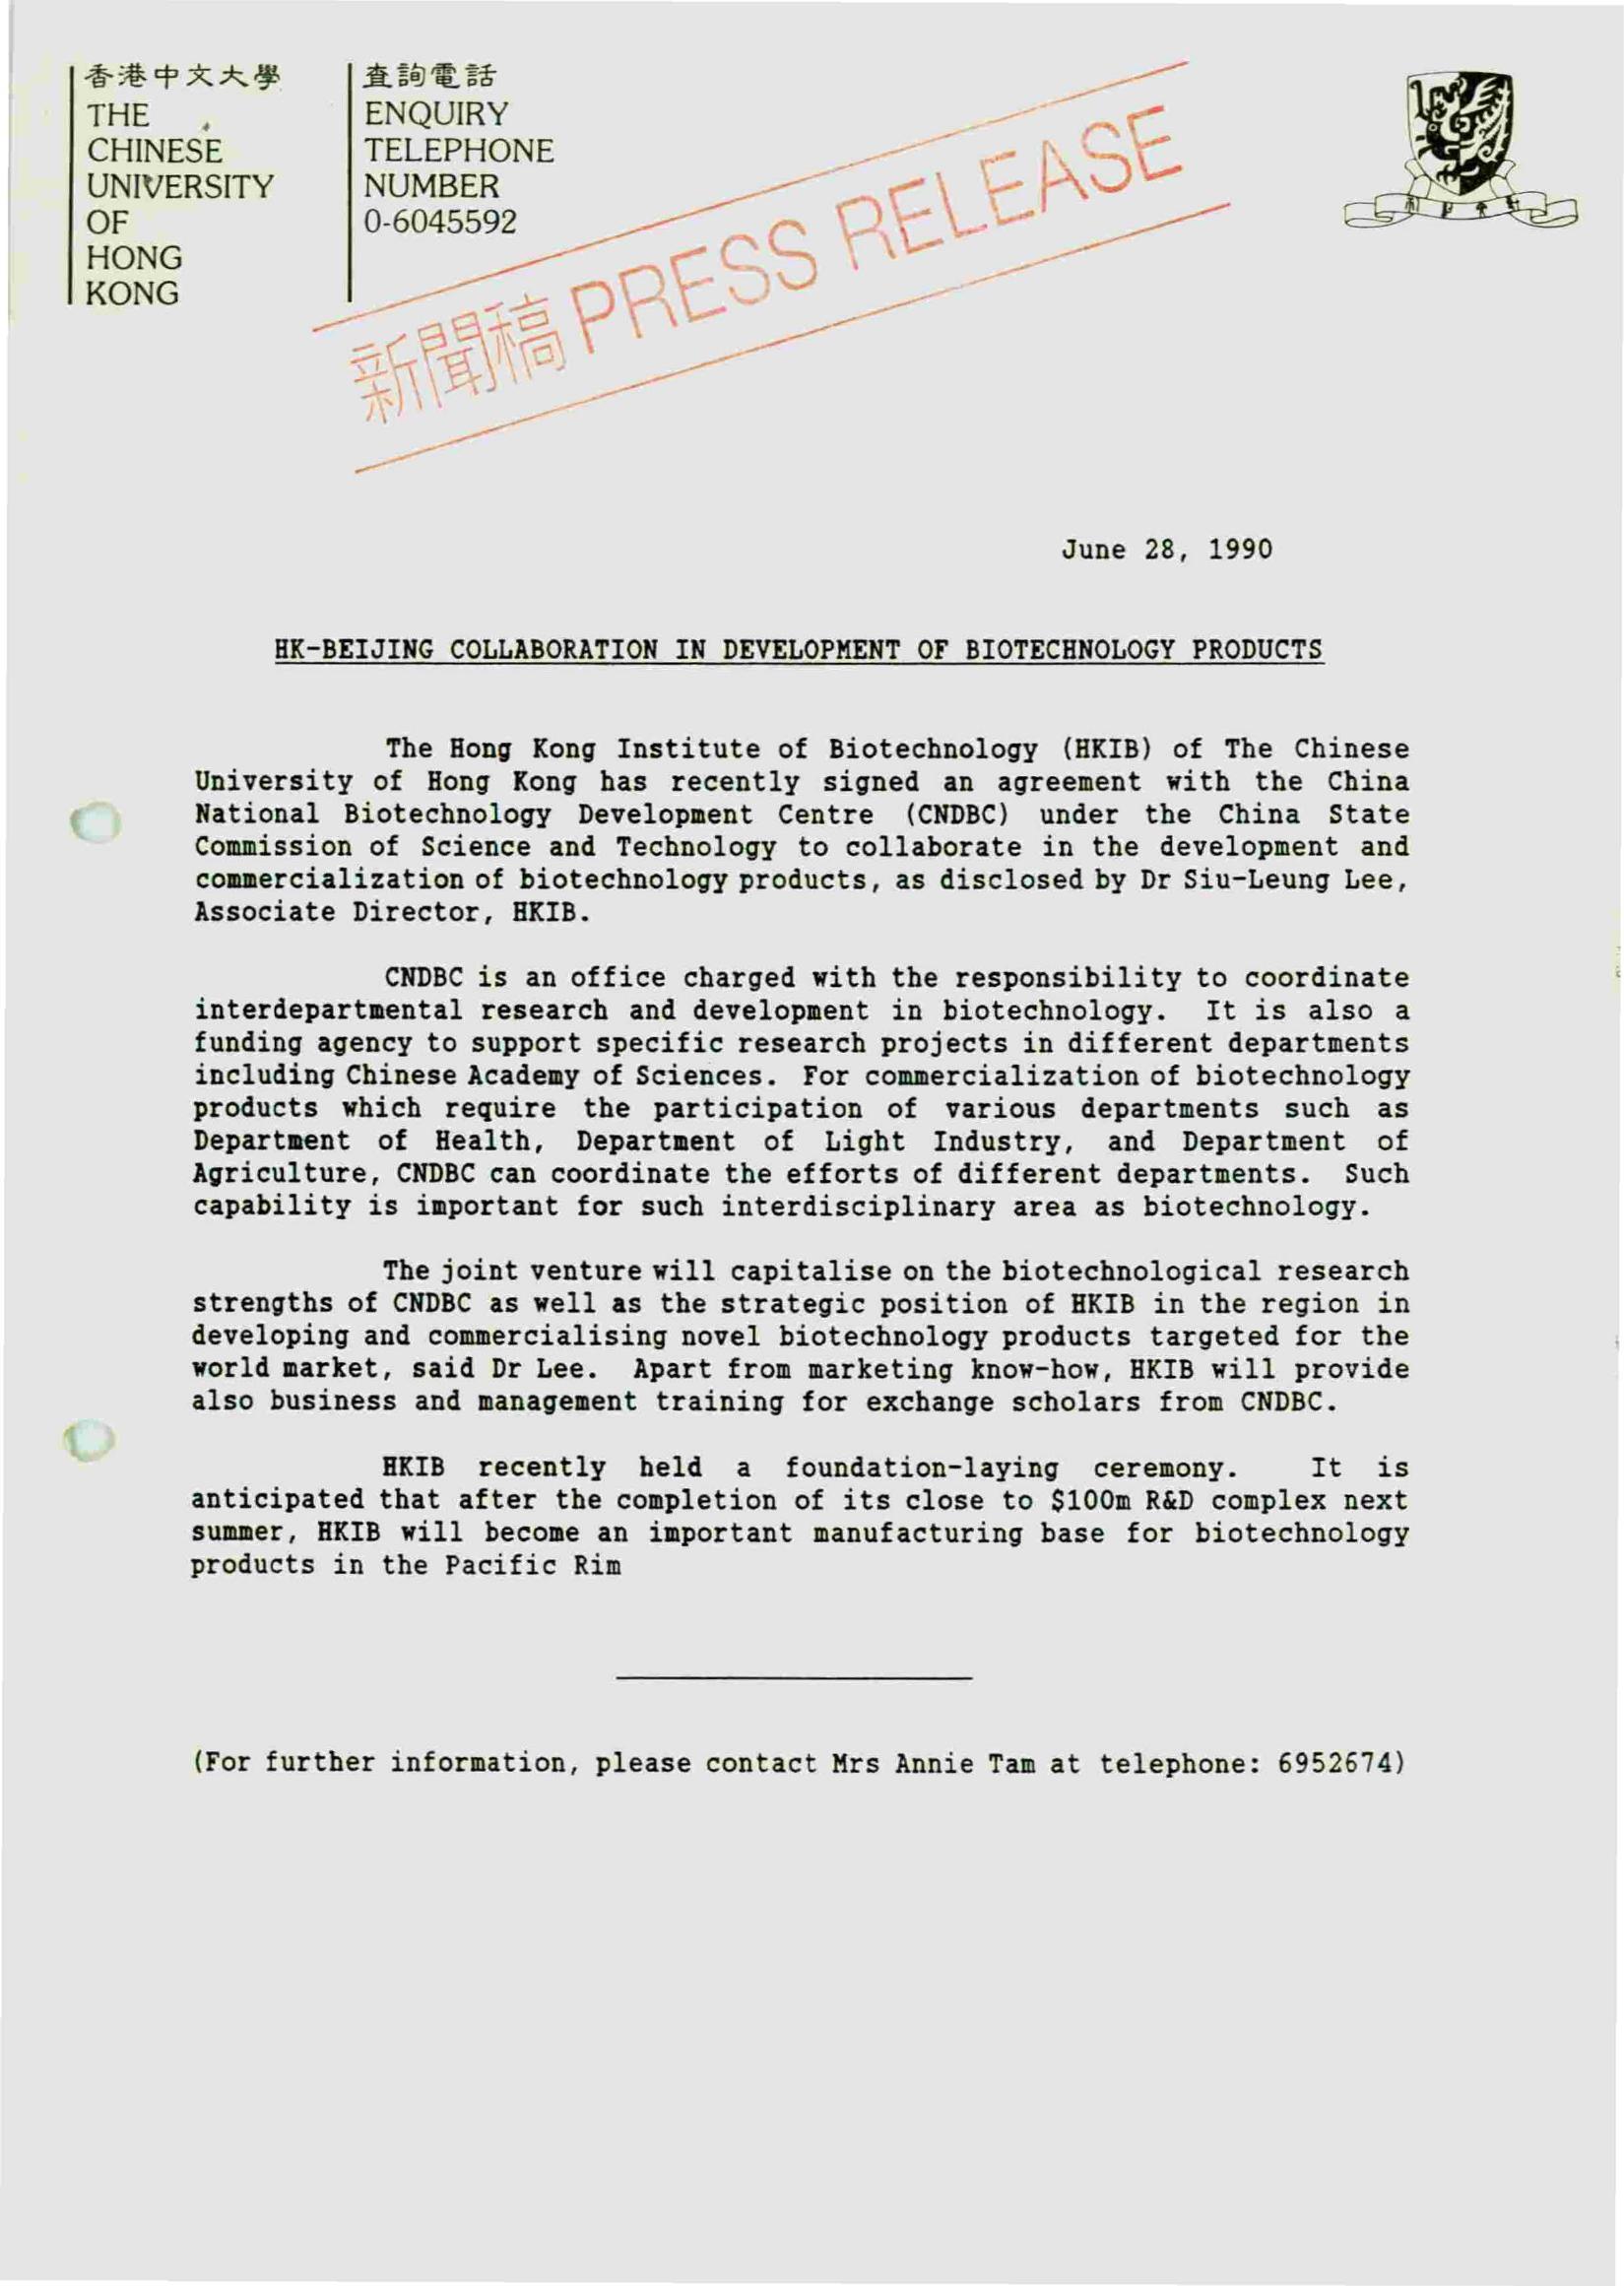 香港中文大學
THE
CHINESE
UNIVERSITY
OF
HONG
KONG
查詢電話
ENQUIRY
TELEPHONE
NUMBER
0-6045592
新聞稿 PRESS RELEASE
June 28, 1990
HK-BEIJING COLLABORATION IN DEVELOPMENT OF BIOTECHNOLOGY PRODUCTS
The Hong Kong Institute of Biotechnology (HKIB) of The Chinese
University of Hong Kong has recently signed an agreement with the China
National Biotechnology Development Centre (CNDBC) under the China State
Commission of Science and Technology to collaborate in the development and
commercialization of biotechnology products, as disclosed by Dr Siu-Leung Lee,
Associate Director, HKIB.
CNDBC is an office charged with the responsibility to coordinate
interdepartmental research and development in biotechnology. It is also a
funding agency to support specific research projects in different departments
including Chinese Academy of Sciences. For commercialization of biotechnology
products which require the participation of various departments such as
Department of Health, Department of Light Industry, and Department of
Agriculture, CNDBC can coordinate the efforts of different departments. Such
capability is important for such interdisciplinary area as biotechnology.
The joint venture will capitalise on the biotechnological research
strengths of CNDBC as well as the strategic position of HKIB in the region in
developing and commercialising novel biotechnology products targeted for the
world market, said Dr Lee. Apart from marketing know-how, HKIB will provide
also business and management training for exchange scholars from CNDBC.
HKIB recently held a foundation-laying ceremony. It is
anticipated that after the completion of its close to $100m R&D complex next
summer, HKIB will become an important manufacturing base for biotechnology
products in the Pacific Rim
(For further information, please contact Mrs Annie Tam at telephone: 6952674)